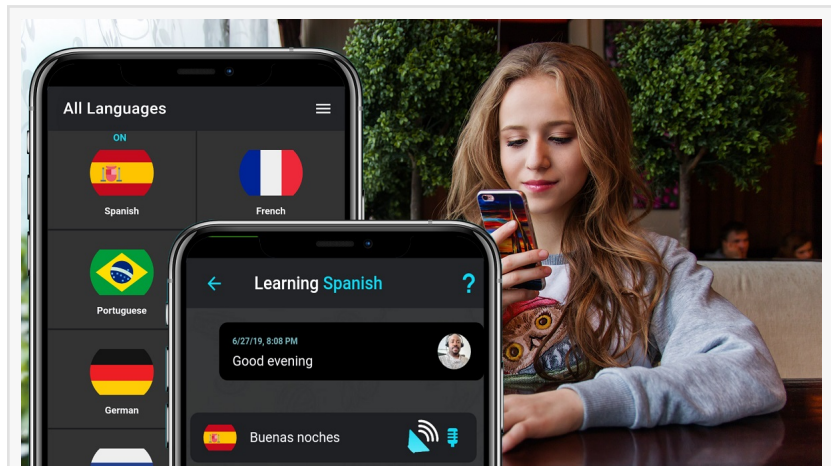 All Languages
ON
Spanish
French
Portuguese
German
Learning Spanish
?
6/27/19, 8:08 PM
Good evening
Buenas noches